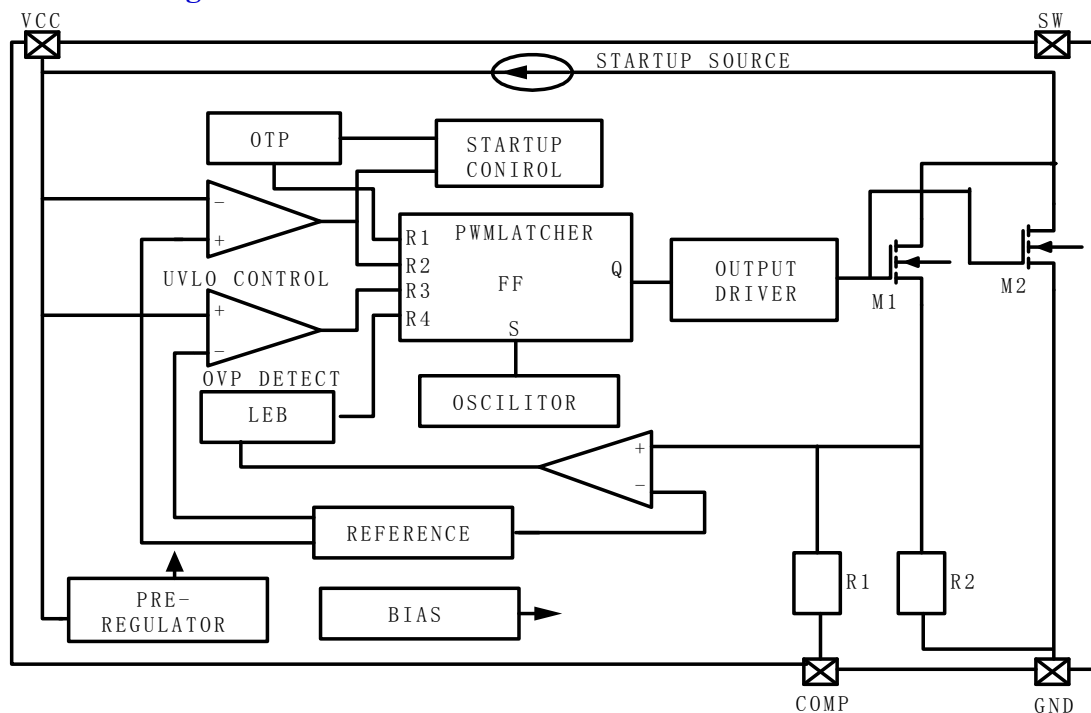 VCC
SW
STARTUP SOURCE
OTP
STARTUP
CONIROL
-
+
R1
R2
R3
R4
PWMLATCHER
FF
Q
S
OUTPUT
DRIVER
M1
M2
UVLO CONTROL
+
-
OVP DETECT
LEB
OSCILITOR
+
-
REFERENCE
R1
R2
PRE-
REGULATOR
BIAS
COMP
GND